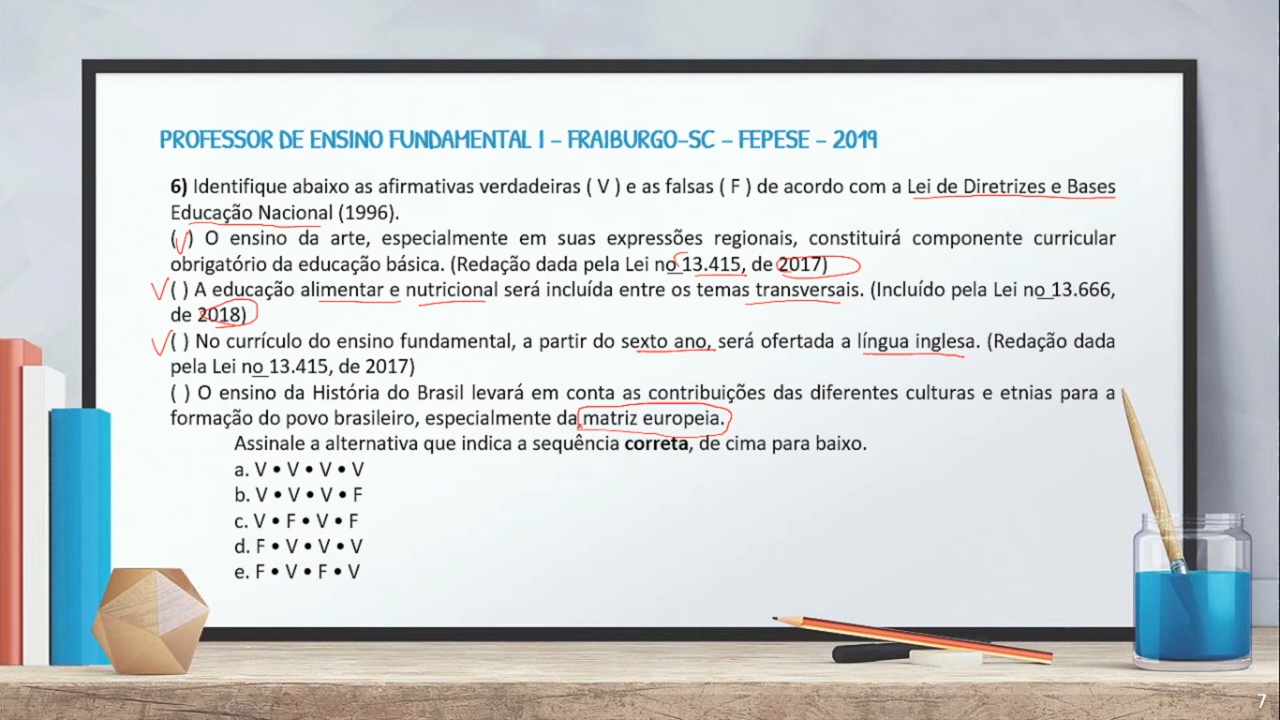 PROFESSOR DE ENSINO FUNDAMENTAL I – FRAIBURGO-SC – FEPESE – 2019
6) Identifique abaixo as afirmativas verdadeiras ( V ) e as falsas ( F ) de acordo com a Lei de Diretrizes e Bases
Educação Nacional (1996).
( ) O ensino da arte, especialmente em suas expressões regionais, constituirá componente curricular
obrigatório da educação básica. (Redação dada pela Lei no 13.415, de 2017)
( ) A educação alimentar e nutricional será incluída entre os temas transversais. (Incluído pela Lei no 13.666,
de 2018)
( ) No currículo do ensino fundamental, a partir do sexto ano, será ofertada a língua inglesa. (Redação dada
pela Lei no 13.415, de 2017)
( ) O ensino da História do Brasil levará em conta as contribuições das diferentes culturas e etnias para a
formação do povo brasileiro, especialmente da matriz europeia.
Assinale a alternativa que indica a sequência correta, de cima para baixo.
a. V • V • V • V
b. V • V • V • F
c. V • F • V • F
d. F • V • V • V
e. F • V • F • V
7